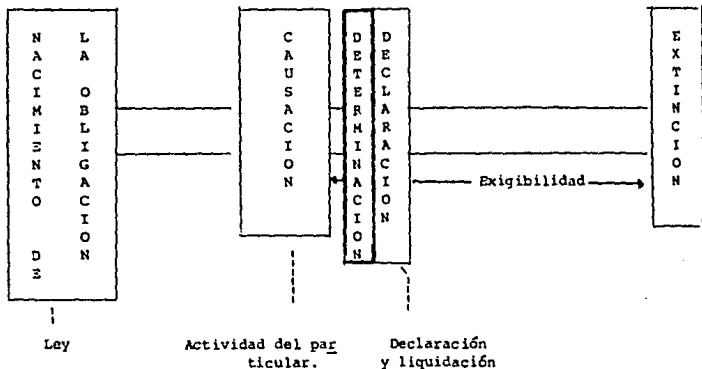 NACIMIENTO DE
LA OBLIGACION
CAUSACION
DETERMINACION
DECLARACION
EXTINCION
Exigibilidad
Ley
Actividad del par
ticular.
Declaración
y liquidación